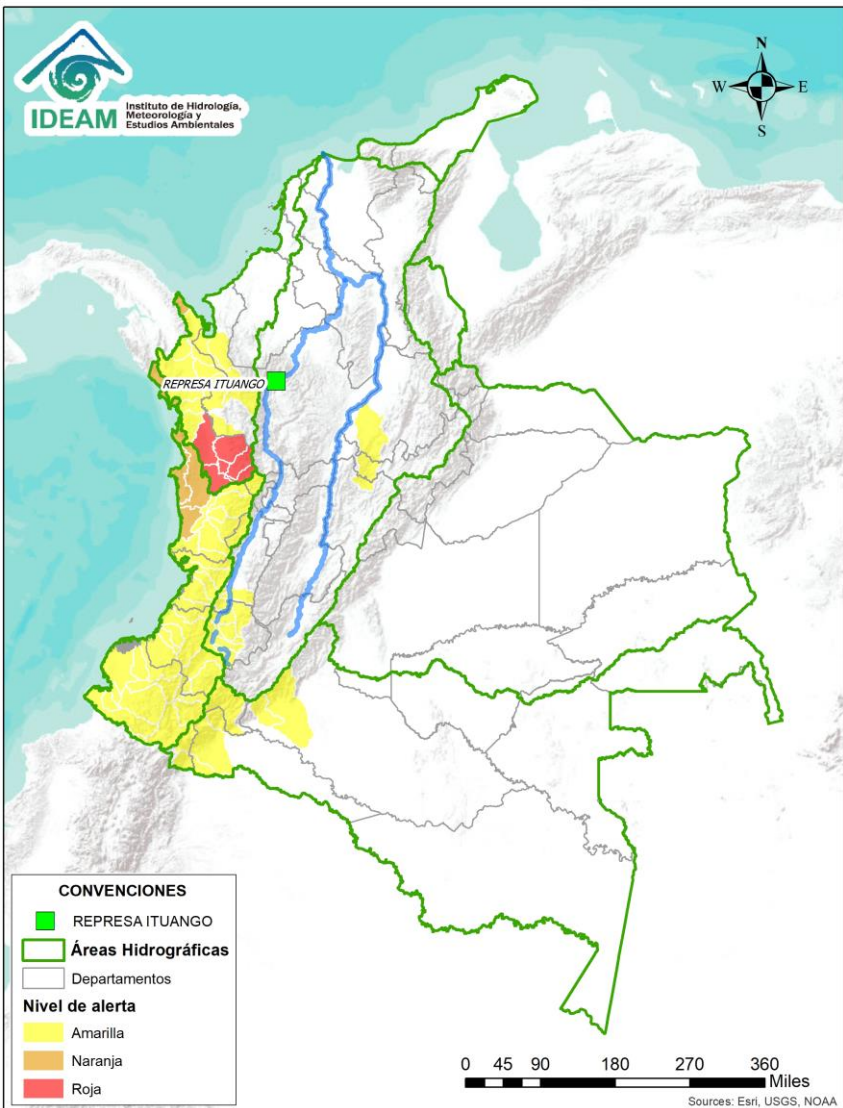 IDEAM
Instituto de Hidrología,
Meteorología y
Estudios Ambientales
N
W
E
S
REPRESA ITUANGO
CONVENCIONES
REPRESA ITUANGO
Áreas Hidrográficas
Departamentos
Nivel de alerta
Amarilla
Naranja
Roja
0 45 90 180 270 360
Miles
Sources: Esri, USGS, NOAA